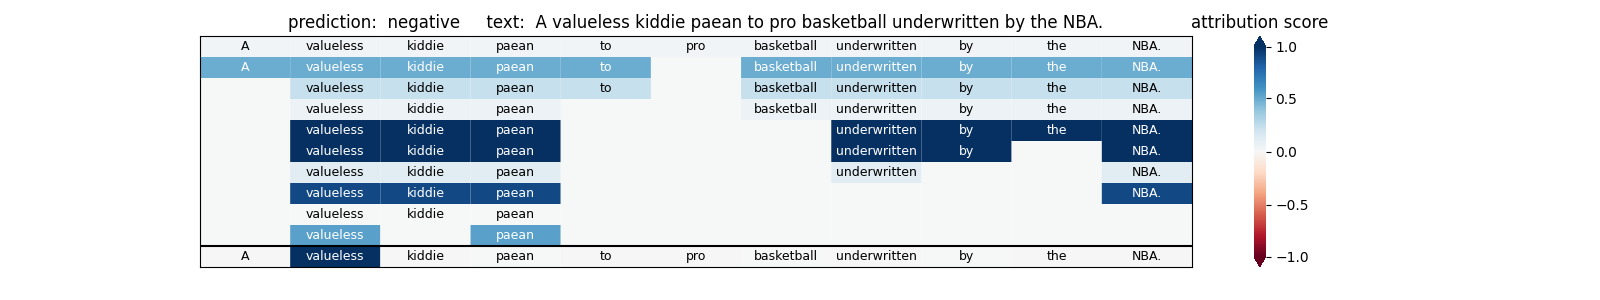 prediction:  negative     text:  A valueless kiddie paean to pro basketball underwritten by the NBA.
attribution score
A valueless kiddie paean to pro basketball underwritten by the NBA.
A valueless kiddie paean to basketball underwritten by the NBA.
valueless kiddie paean to basketball underwritten by the NBA.
valueless kiddie paean basketball underwritten by the NBA.
valueless kiddie paean underwritten by the NBA.
valueless kiddie paean underwritten by NBA.
valueless kiddie paean underwritten NBA.
valueless kiddie paean NBA.
valueless kiddie paean
valueless paean
A valueless kiddie paean to pro basketball underwritten by the NBA.
1.0
0.5
0.0
−0.5
−1.0